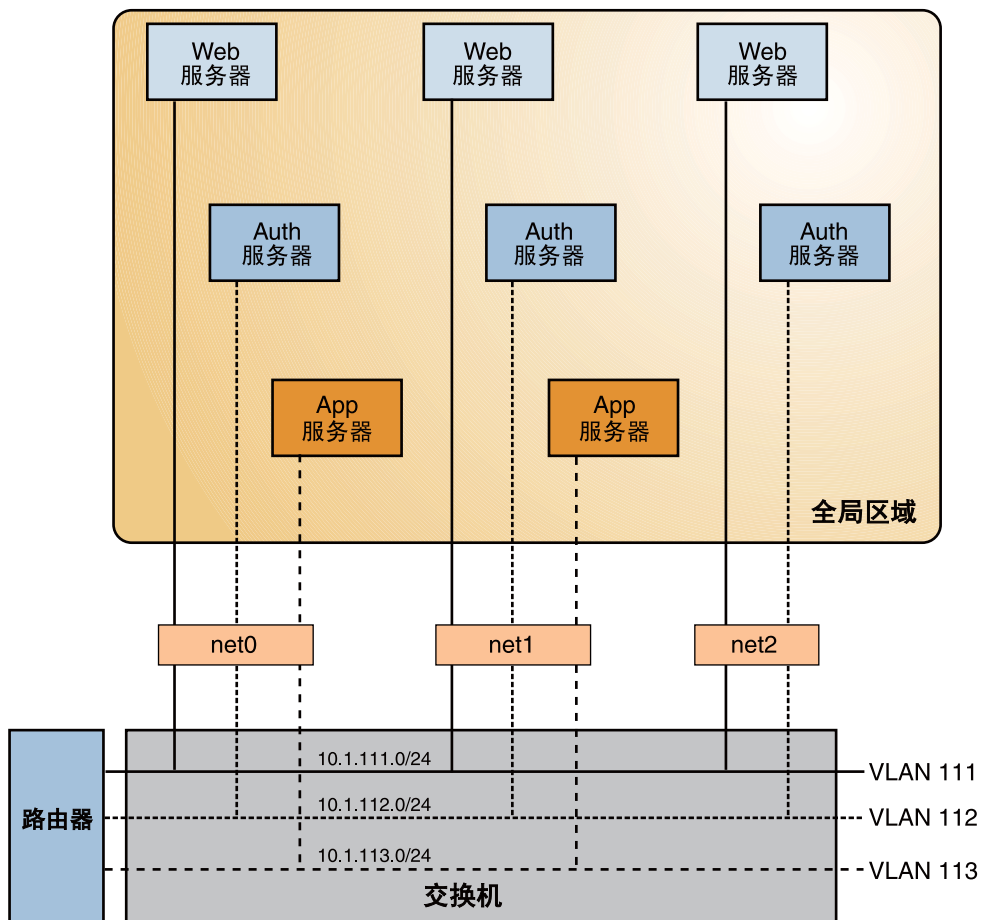 Web
服务器
Web
服务器
Web
服务器
Auth
服务器
Auth
服务器
Auth
服务器
App
服务器
App
服务器
全局区域
net0
net1
net2
10.1.111.0/24
VLAN 111
路由器
10.1.112.0/24
VLAN 112
10.1.113.0/24
VLAN 113
交换机